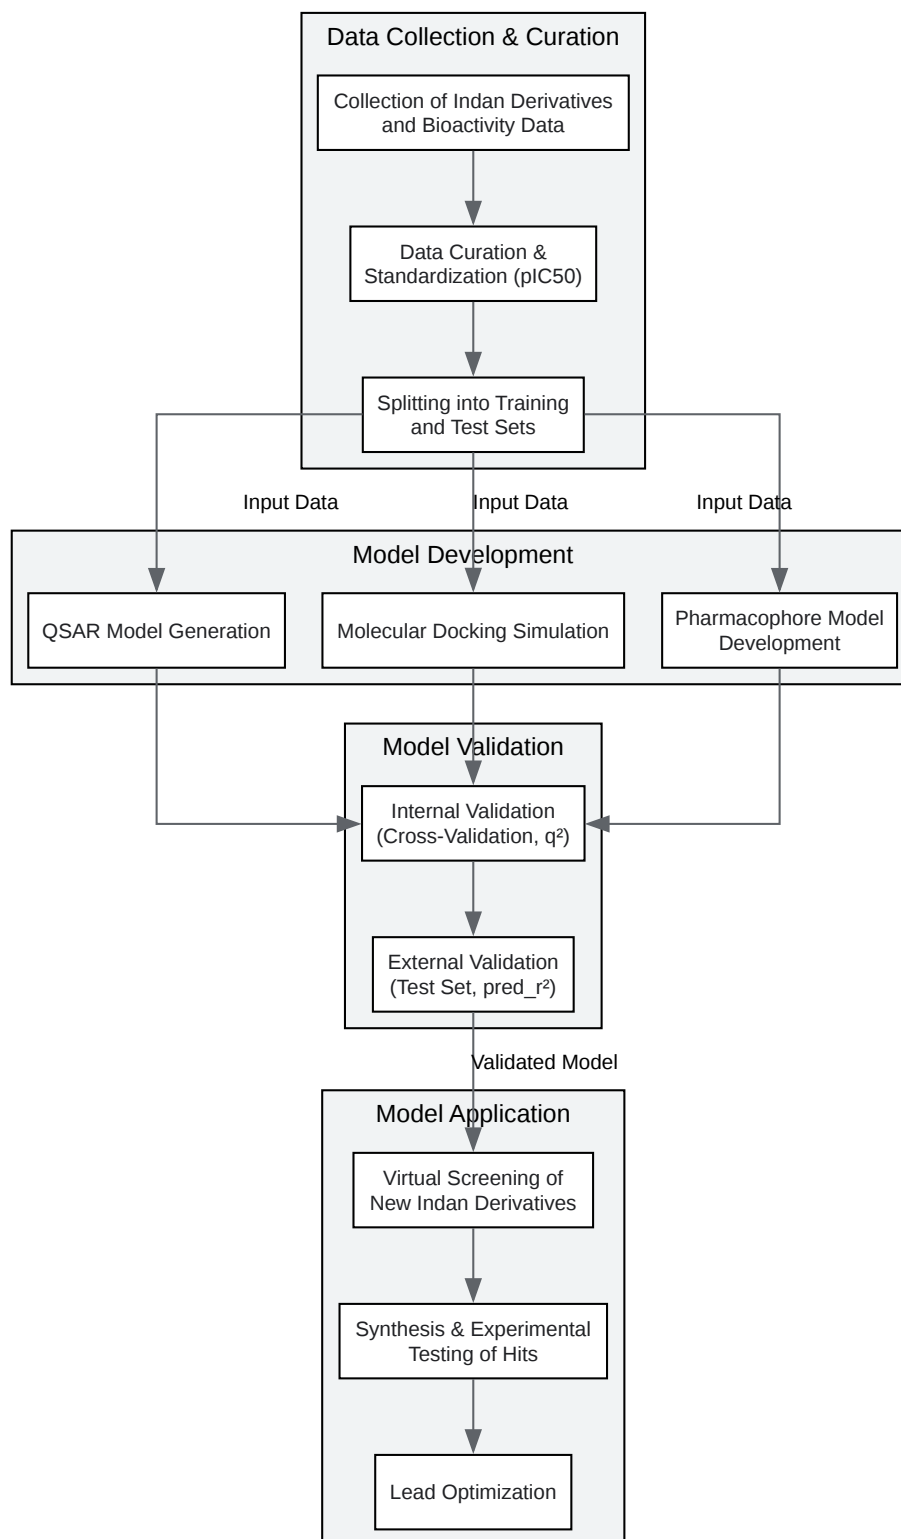 Data Collection & Curation
Collection of Indan Derivatives
and Bioactivity Data
Data Curation &
Standardization (pIC50)
Splitting into Training
and Test Sets
Input Data
Input Data
Input Data
Model Development
QSAR Model Generation
Molecular Docking Simulation
Pharmacophore Model
Development
Model Validation
Internal Validation
(Cross-Validation, q²)
External Validation
(Test Set, pred_r²)
Validated Model
Model Application
Virtual Screening of
New Indan Derivatives
Synthesis & Experimental
Testing of Hits
Lead Optimization